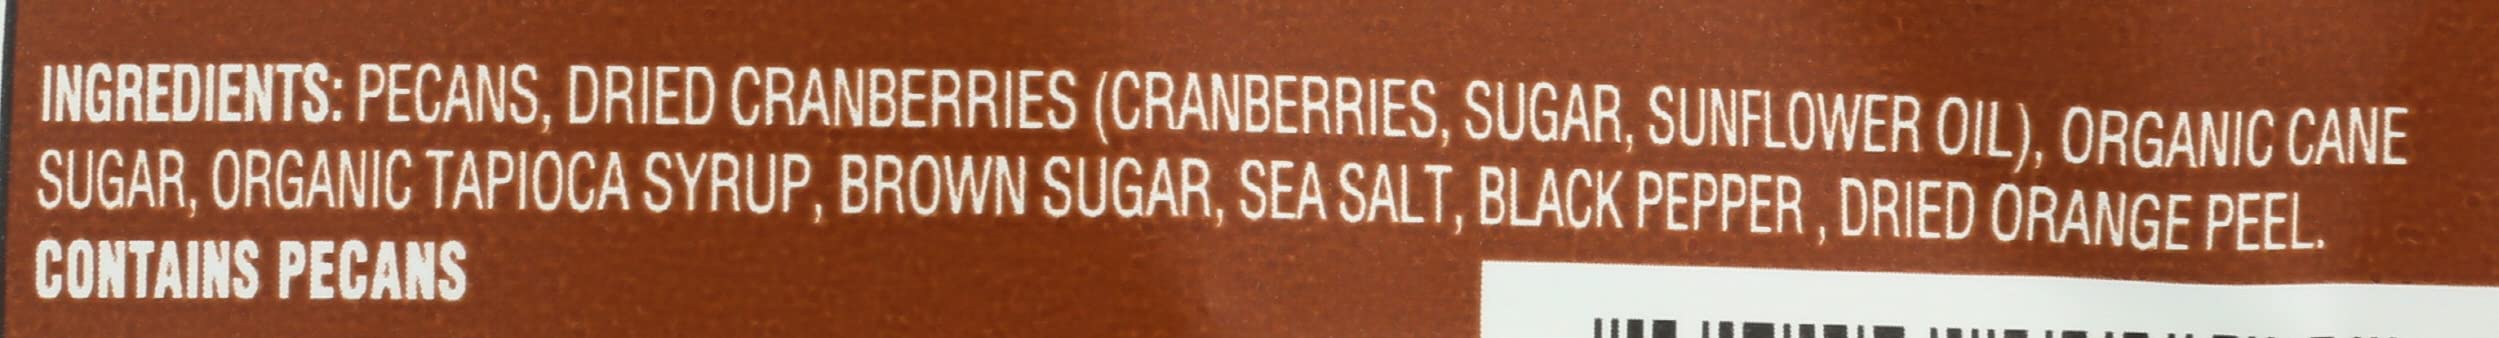 INGREDIENTS: PECANS, DRIED CRANBERRIES (CRANBERRIES, SUGAR, SUNFLOWER OIL), ORGANIC CANE
SUGAR, ORGANIC TAPIOCA SYRUP, BROWN SUGAR, SEA SALT, BLACK PEPPER , DRIED ORANGE PEEL.
CONTAINS PECANS